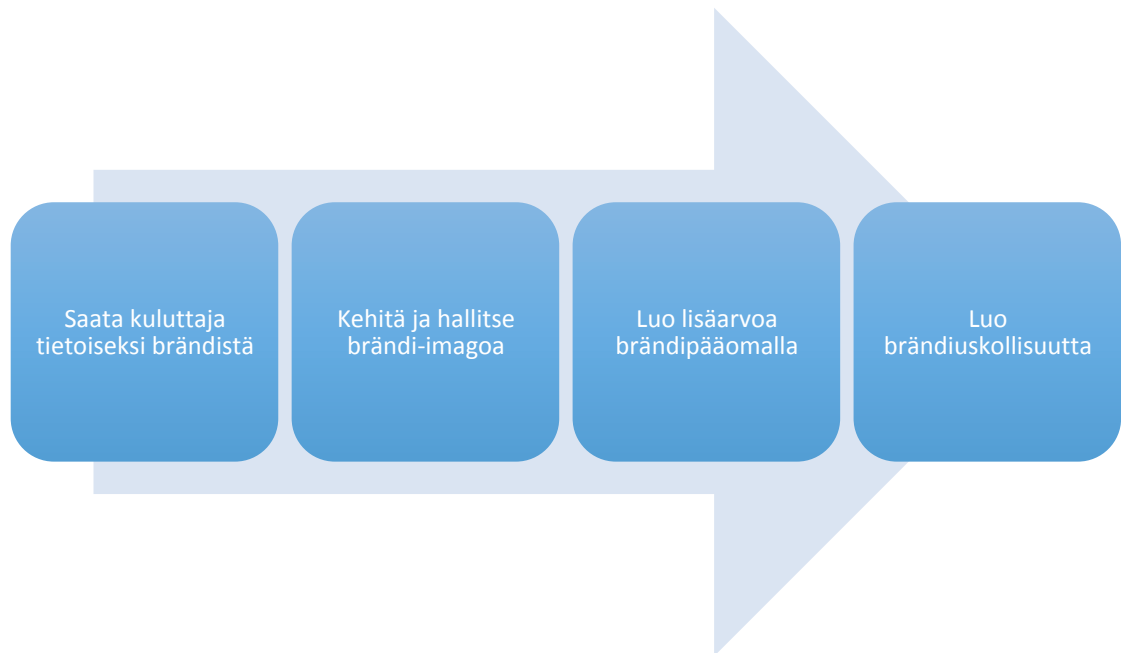 Saata kuluttaja
tietoiseksi brändistä
Kehitä ja hallitse
brändi-imagoa
Luo lisäarvoa
brändipääomalla
Luo
brändiuskollisuutta